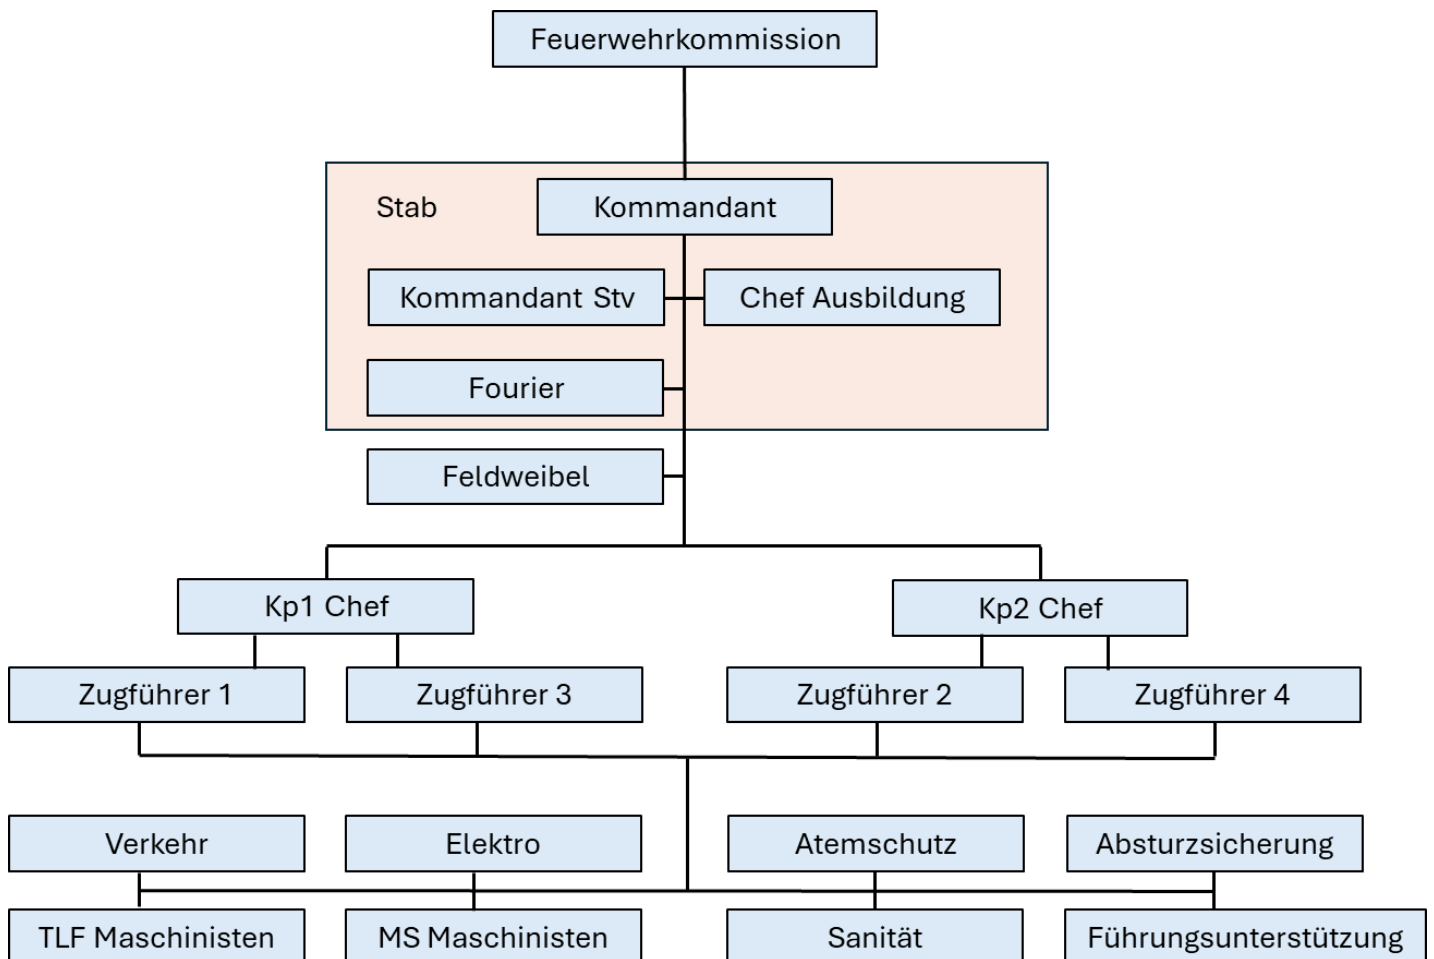 Feuerwehrkommission
Stab
Kommandant
Kommandant Stv
Chef Ausbildung
Fourier
Feldweibel
Kp1 Chef
Kp2 Chef
Zugführer 1
Zugführer 3
Zugführer 2
Zugführer 4
Verkehr
Elektro
Atemschutz
Absturzsicherung
TLF Maschinisten
MS Maschinisten
Sanität
Führungsunterstützung